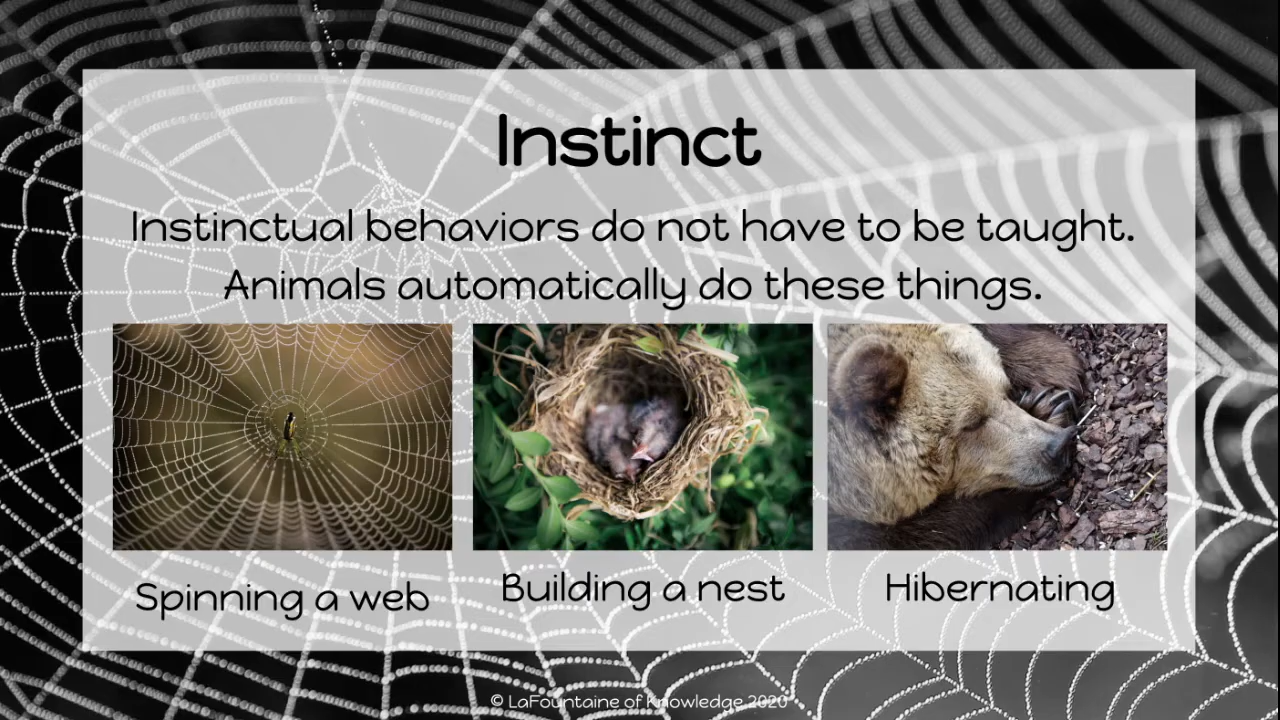 Instinct
Instinctual behaviors do not have to be taught.
Animals automatically do these things.
Spinning a web
Building a nest
Hibernating
© LaFountaine of Knowledge 2020